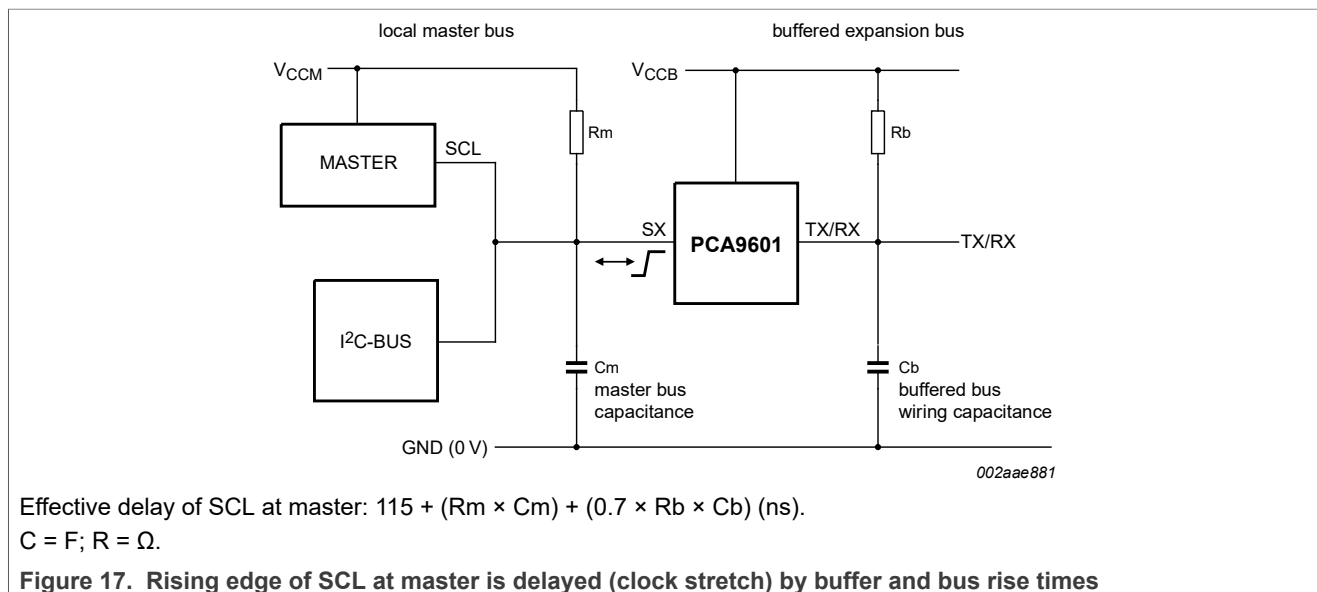 local master bus
buffered expansion bus
VCCM
VCCB
Rm
Rb
MASTER
SCL
SX
PCA9601
TX/RX
TX/RX
I²C-BUS
Cm
master bus
capacitance
Cb
buffered bus
wiring capacitance
GND (0 V)
002aae881
Effective delay of SCL at master: 115 + (Rm × Cm) + (0.7 × Rb × Cb) (ns).
C = F; R = Ω.
Figure 17. Rising edge of SCL at master is delayed (clock stretch) by buffer and bus rise times